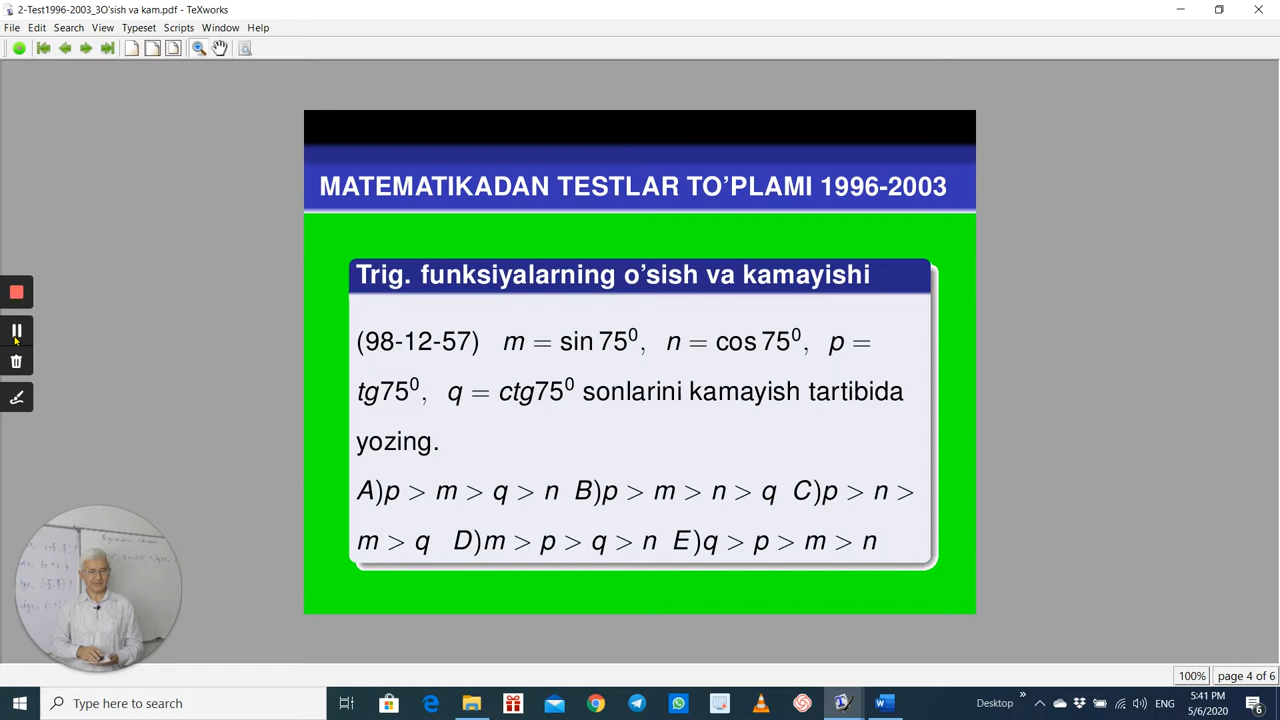 2-Test1996-2003_3O'sish va kam.pdf - TeXworks
File Edit Search View Typeset Scripts Window Help
MATEMATIKADAN TESTLAR TO'PLAMI 1996-2003
Trig. funksiyalarning o'sish va kamayishi
(98-12-57) m = sin 75⁰, n = cos 75⁰, p =
tg75⁰, q = ctg75⁰ sonlarini kamayish tartibida
yozing.
A)p > m > q > n B)p > m > n > q C)p > n >
m > q D)m > p > q > n E)q > p > m > n
100% page 4 of 6
Type here to search
Desktop
ENG
5:41 PM
5/6/2020
6